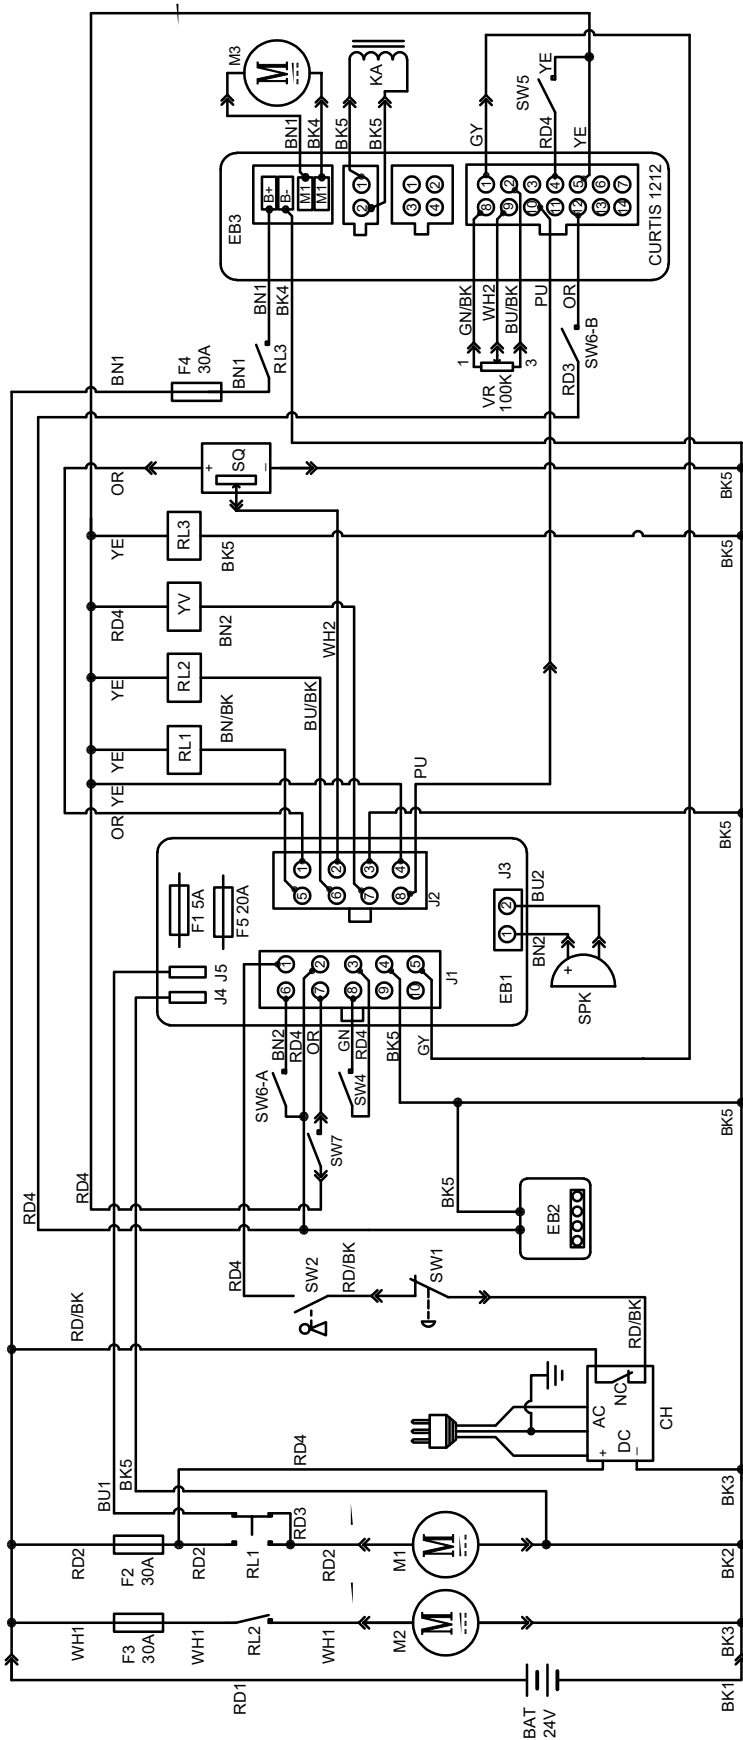 RD1
BAT
24V
BK1
WH1
F3
30A
WH1
RL2
WH1
M2
M
BK3
RD2
F2
30A
RD2
RL1
RD3
RD2
M1
M
BK2
BU1
BK5
RD4
RD/BK
AC
DC
+
–
NC
CH
RD/BK
BK3
RD4
SW2
RD/BK
SW1
RD4
RD4
EB2
BK5
BK5
SW6-A
SW7
SW4
BN2
RD4
OR
GN
RD4
BK5
GY
J4
J5
F1 5A
F5 20A
1
2
3
4
5
6
7
8
9
10
J1
1
2
3
4
5
6
7
8
J2
EB1
1
2
J3
BN2
BU2
+
SPK
OR
YE
YE
RL1
BN/BK
YE
RL2
BU/BK
RD4
YV
BN2
YE
RL3
BK5
WH2
PU
BK5
OR
+
SQ
–
BK5
BK5
BN1
F4
30A
BN1
RL3
BN1
BK4
1
VR
100K
3
GN/BK
WH2
BU/BK
PU
OR
RD3
SW6-B
EB3
B+
B-
M1
M1
2
1
3
4
1
2
8
9
10
11
12
13
14
1
2
3
4
5
6
7
CURTIS 1212
BN1
BK4
M3
M
BK5
BK5
KA
GY
RD4
SW5
YE
YE